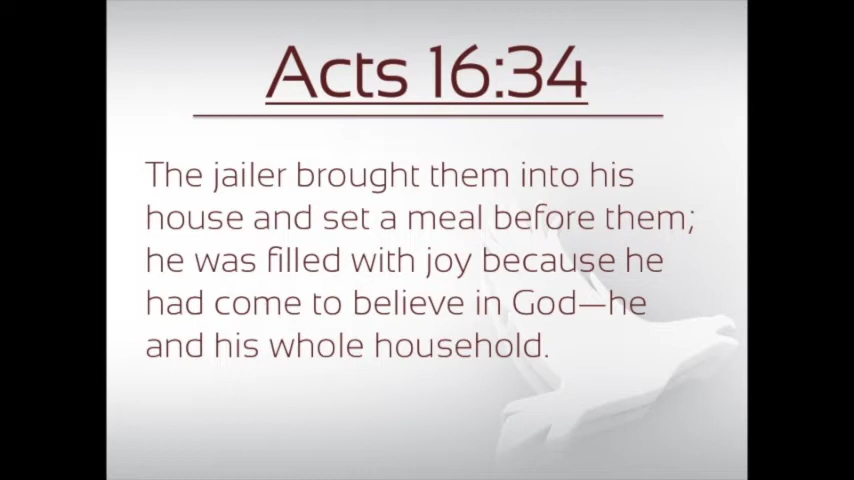 Acts 16:34
The jailer brought them into his
house and set a meal before them;
he was filled with joy because he
had come to believe in God—he
and his whole household.